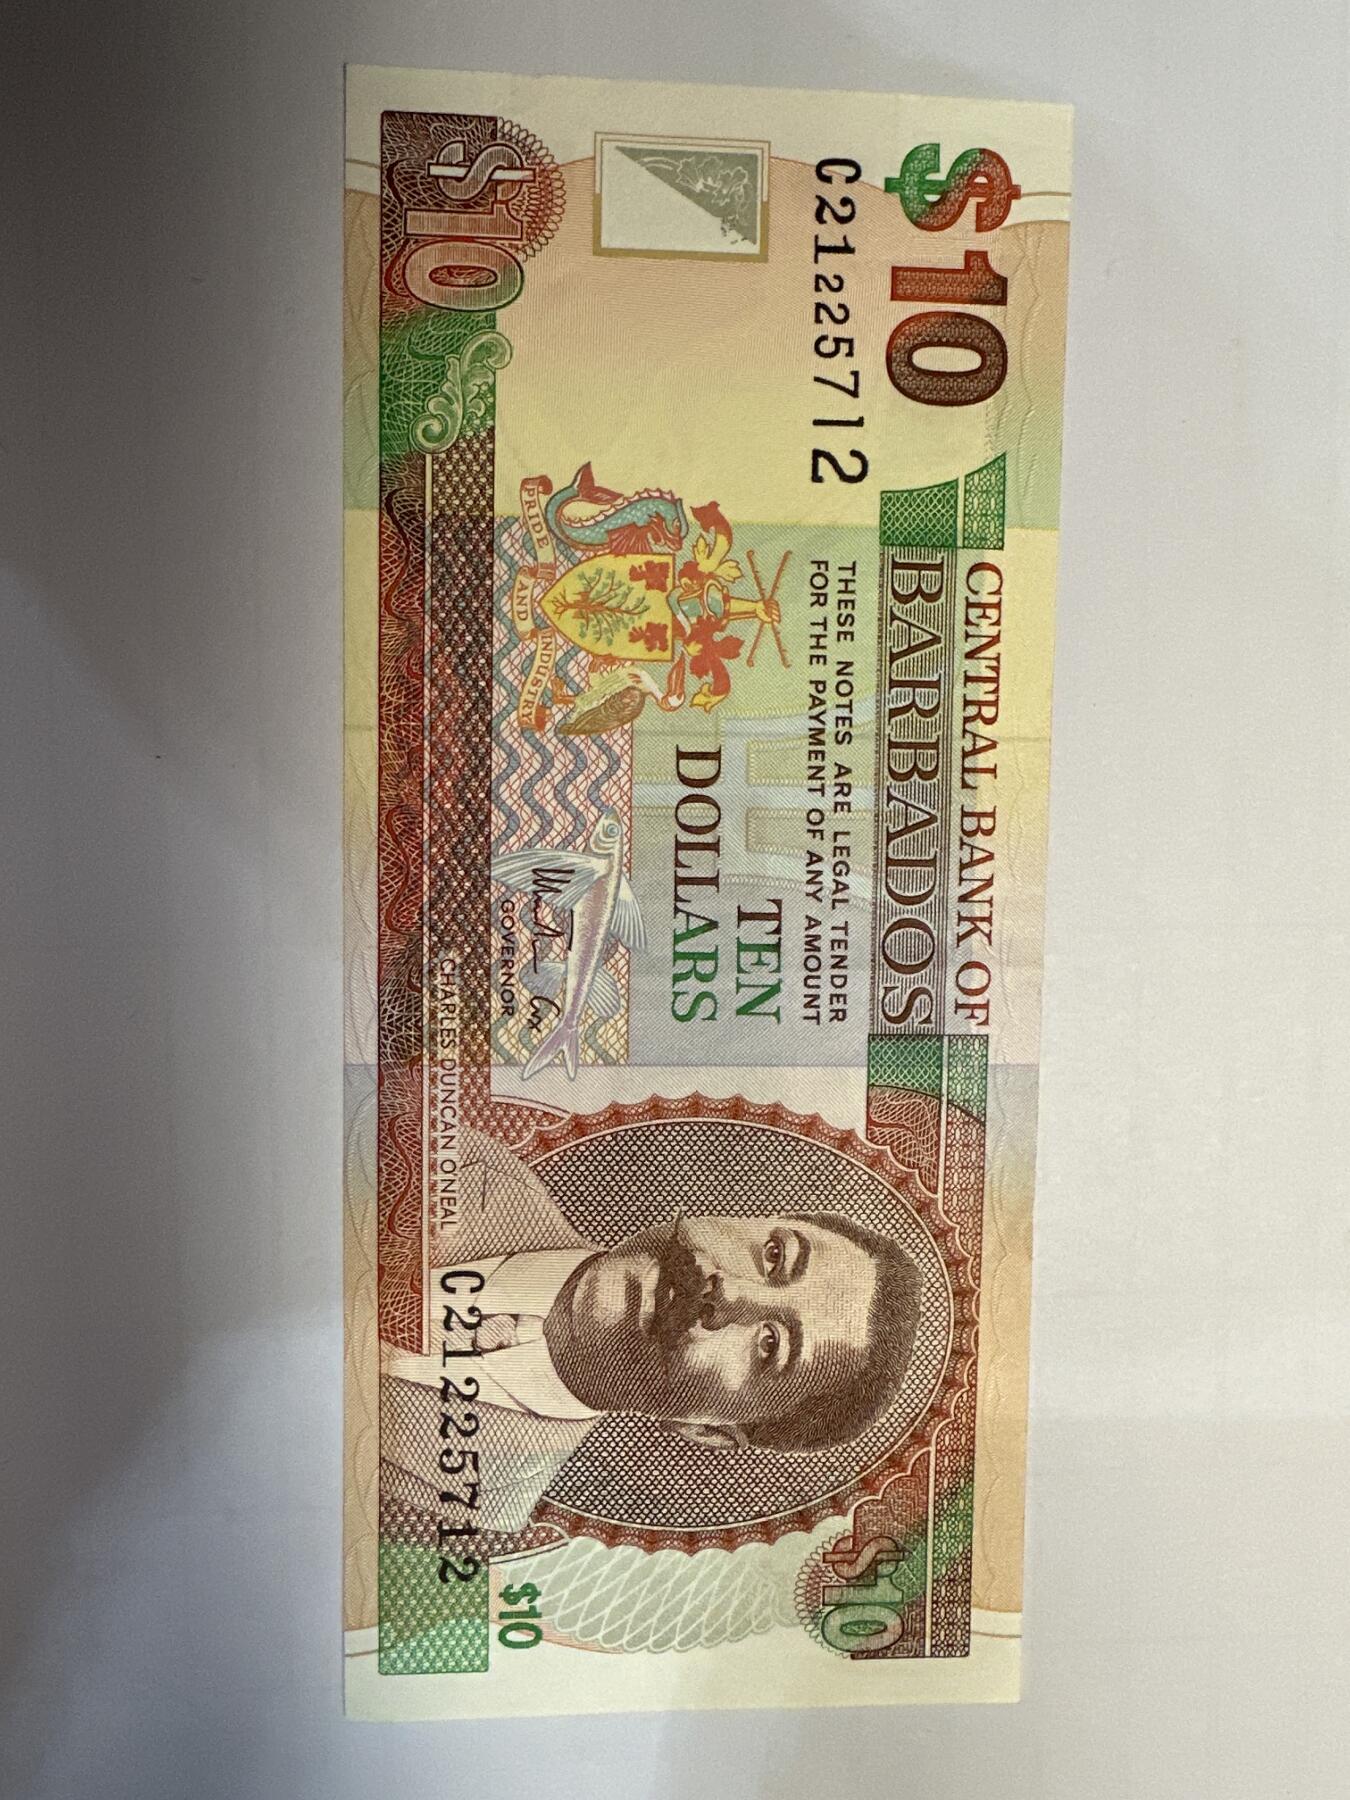 $10
CENTRAL BANK OF
BARBADOS
$10
C21225712
THESE NOTES ARE LEGAL TENDER
FOR THE PAYMENT OF ANY AMOUNT
TEN
DOLLARS
PRIDE AND INDUSTRY
GOVERNOR
$10
$10
CHARLES DUNCAN O'NEAL
C21225712